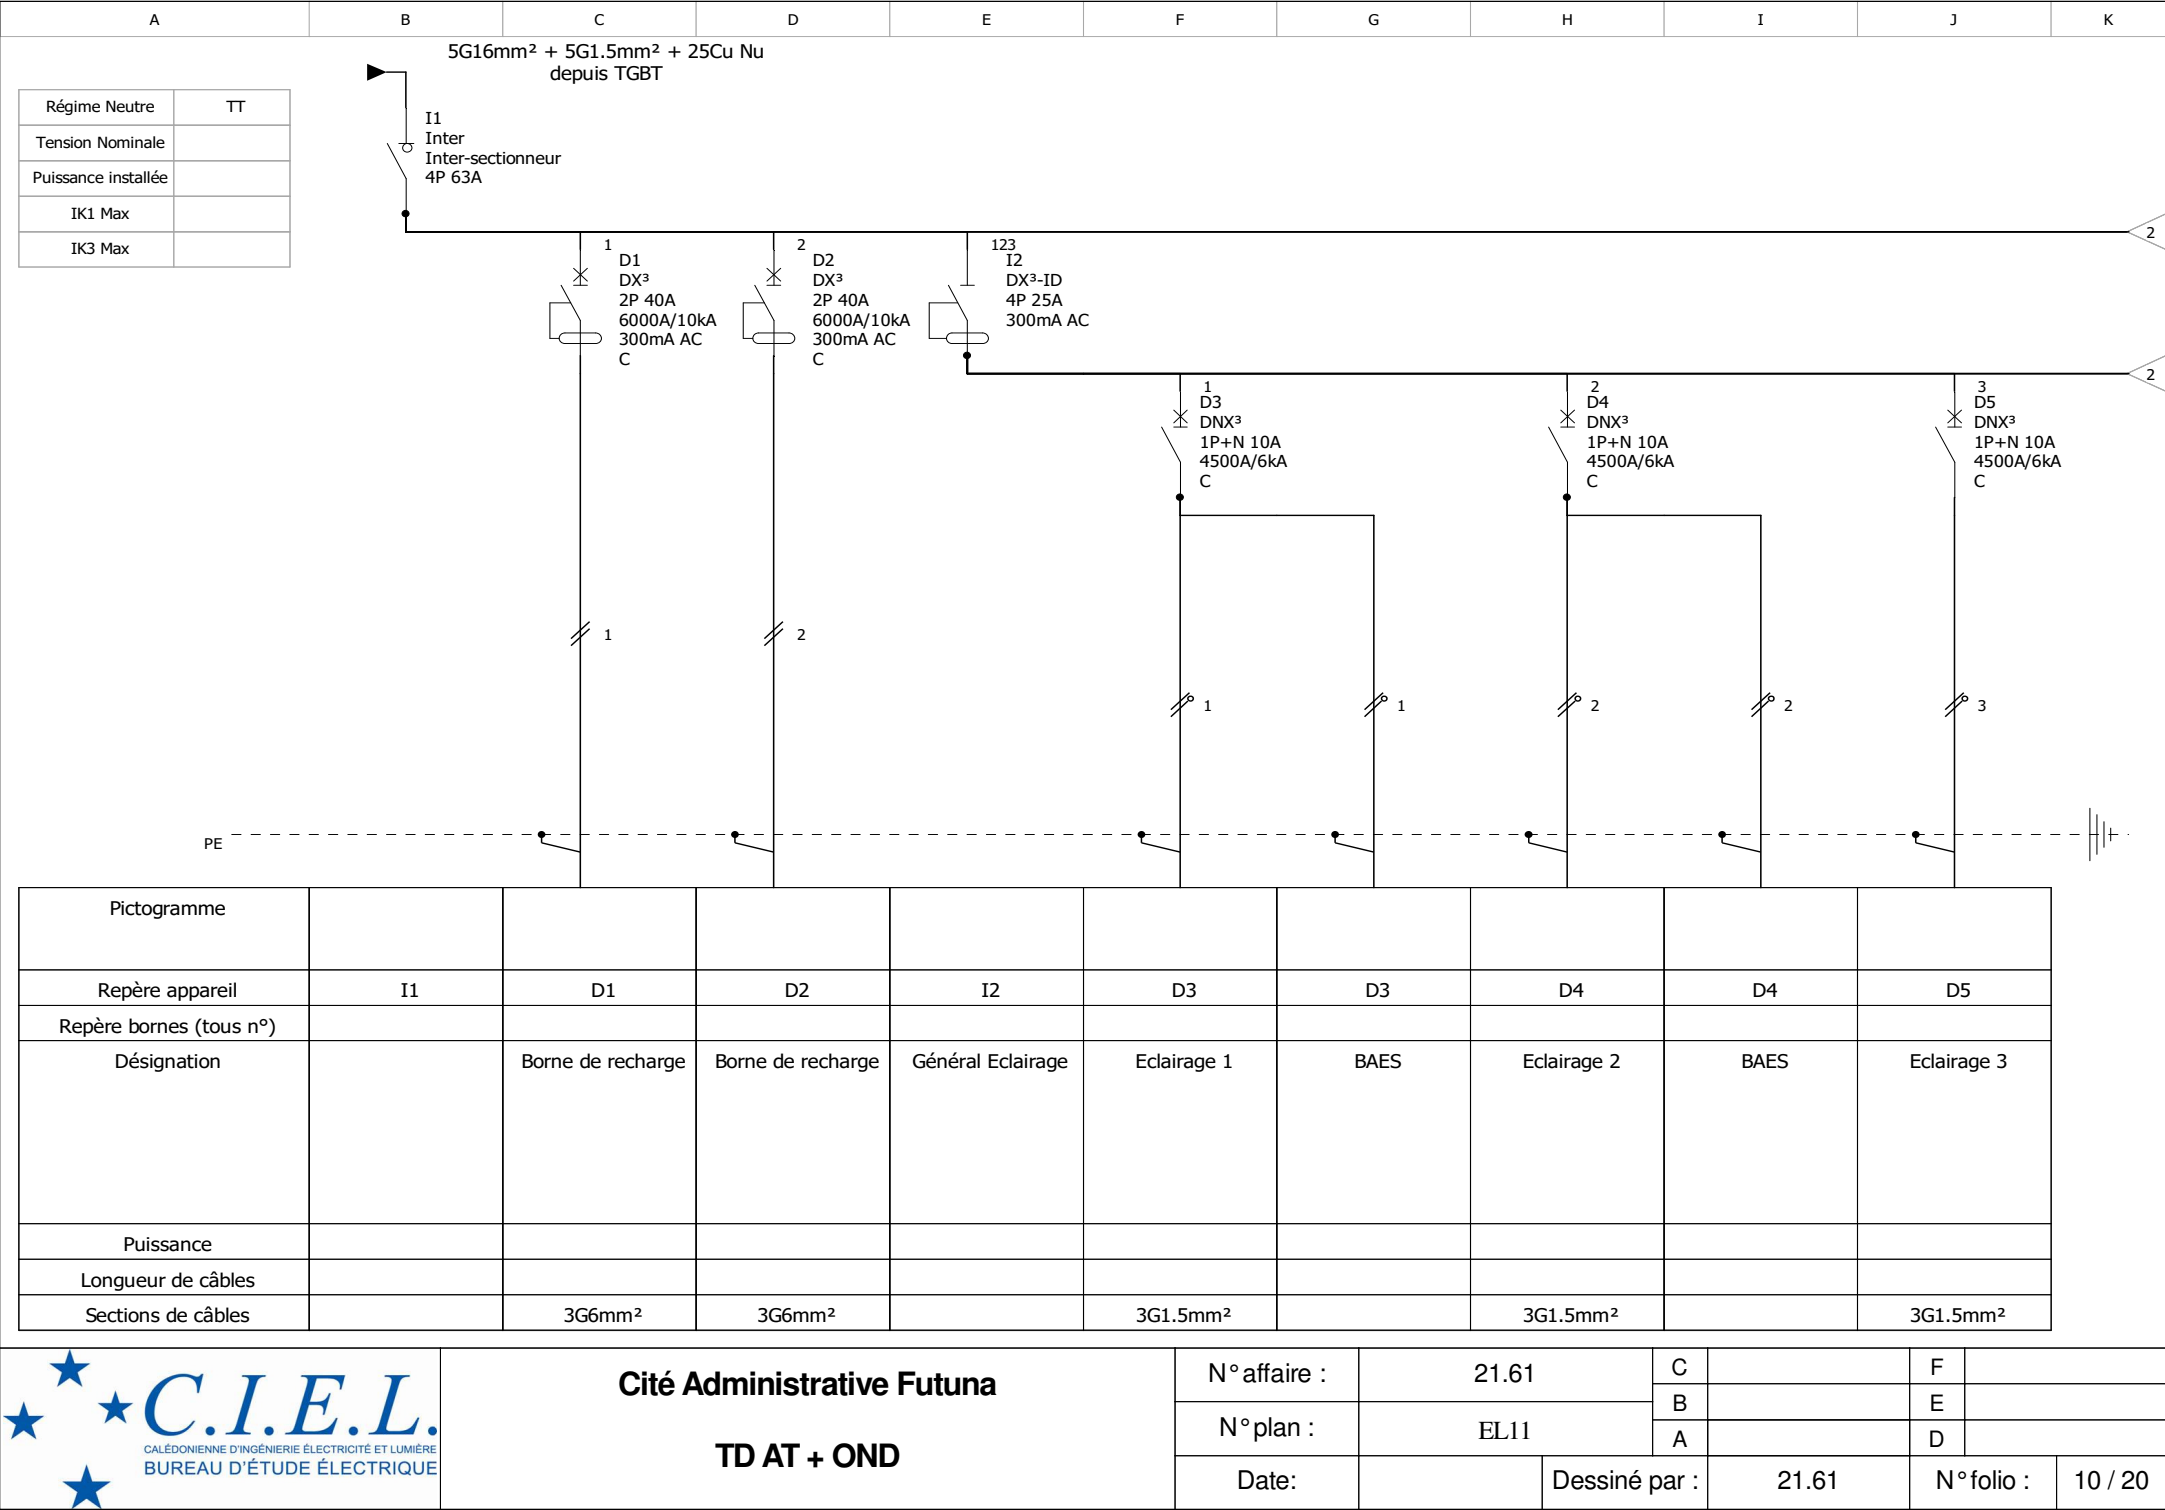 A B C D E F G H I J K
5G16mm² + 5G1.5mm² + 25Cu Nu
depuis TGBT
Régime Neutre TT
Tension Nominale
Puissance installée
IK1 Max
IK3 Max
I1
Inter
Inter-sectionneur
4P 63A
2
1
D1
DX³
2P 40A
6000A/10kA
300mA AC
C
2
D2
DX³
2P 40A
6000A/10kA
300mA AC
C
123
I2
DX³-ID
4P 25A
300mA AC
2
1
D3
DNX³
1P+N 10A
4500A/6kA
C
2
D4
DNX³
1P+N 10A
4500A/6kA
C
3
D5
DNX³
1P+N 10A
4500A/6kA
C
1 2
1 1 2 2 3
PE
Pictogramme
Repère appareil I1 D1 D2 I2 D3 D3 D4 D4 D5
Repère bornes (tous n°)
Désignation Borne de recharge Borne de recharge Général Eclairage Eclairage 1 BAES Eclairage 2 BAES Eclairage 3
Puissance
Longueur de câbles
Sections de câbles 3G6mm² 3G6mm² 3G1.5mm² 3G1.5mm² 3G1.5mm²
C.I.E.L.
CALÉDONIENNE D'INGÉNIERIE ÉLECTRICITÉ ET LUMIÈRE
BUREAU D'ÉTUDE ÉLECTRIQUE
Cité Administrative Futuna
TD AT + OND
N° affaire : 21.61 C F
B E
N° plan : EL11
A D
Date: Dessiné par : 21.61 N° folio : 10 / 20